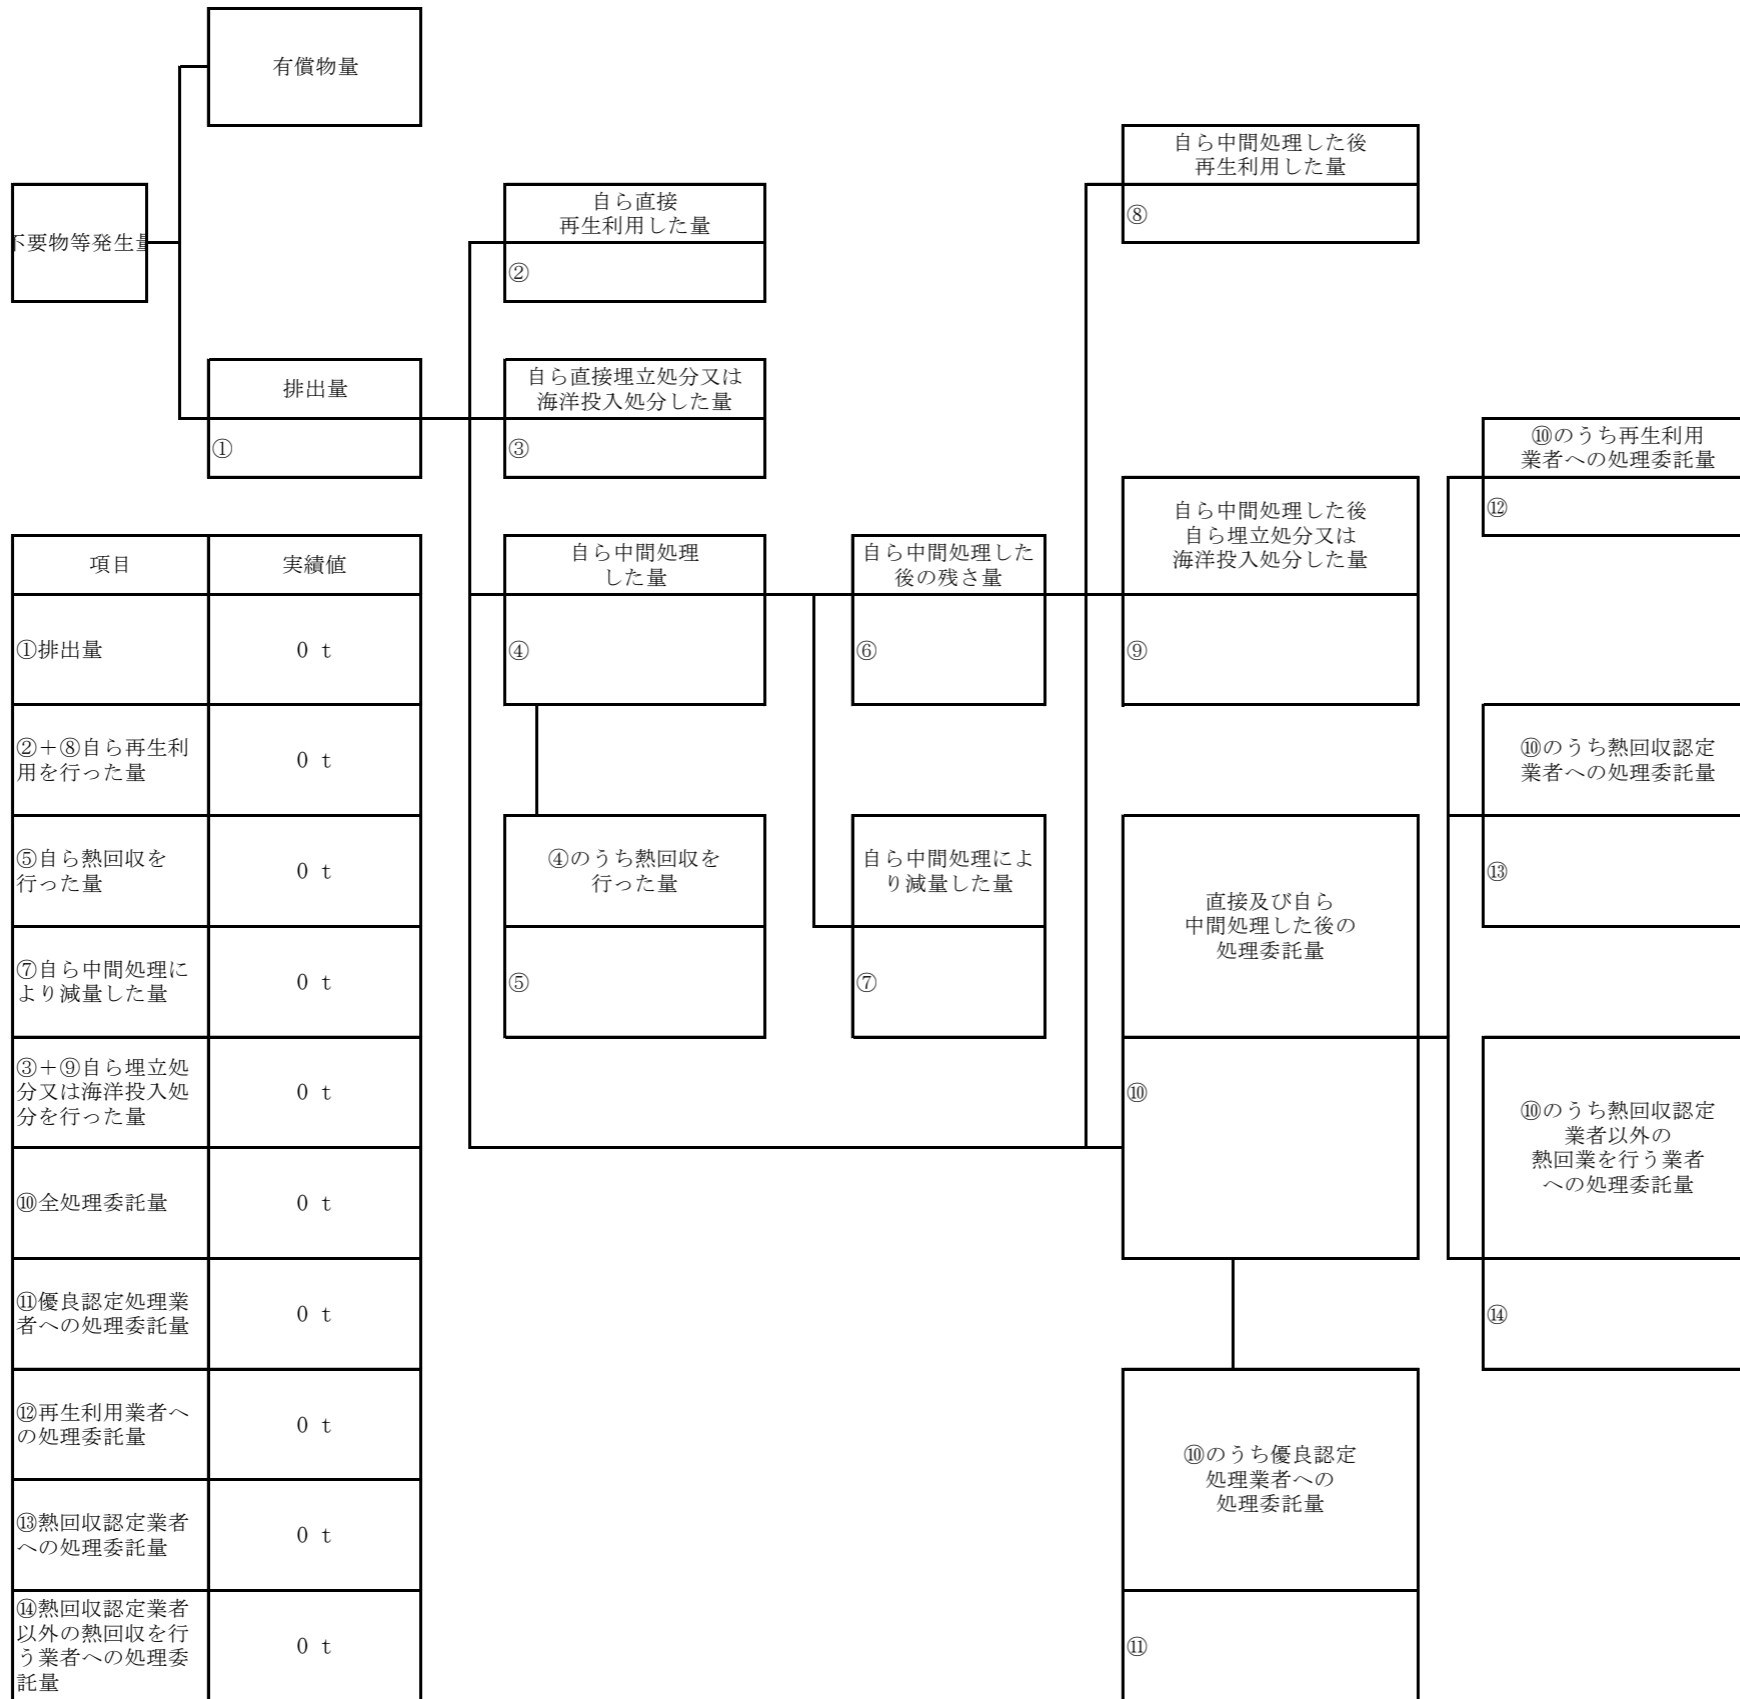 有償物量
不要物等発生量
排出量
①
自ら直接
再生利用した量
②
自ら直接埋立処分又は
海洋投入処分した量
③
自ら中間処理
した量
④
④のうち熱回収を
行った量
⑤
自ら中間処理した
後の残さ量
⑥
自ら中間処理によ
り減量した量
⑦
自ら中間処理した後
再生利用した量
⑧
自ら中間処理した後
自ら埋立処分又は
海洋投入処分した量
⑨
直接及び自ら
中間処理した後の
処理委託量
⑩
⑩のうち優良認定
処理業者への
処理委託量
⑪
⑩のうち再生利用
業者への処理委託量
⑫
⑩のうち熱回収認定
業者への処理委託量
⑬
⑩のうち熱回収認定
業者以外の
熱回業を行う業者
への処理委託量
⑭
項目 実績値
①排出量 0 t
②+⑧自ら再生利
用を行った量 0 t
⑤自ら熱回収を
行った量 0 t
⑦自ら中間処理に
より減量した量 0 t
③+⑨自ら埋立処
分又は海洋投入処
分を行った量 0 t
⑩全処理委託量 0 t
⑪優良認定処理業
者への処理委託量 0 t
⑫再生利用業者へ
の処理委託量 0 t
⑬熱回収認定業者
への処理委託量 0 t
⑭熱回収認定業者
以外の熱回収を行
う業者への処理委
託量 0 t